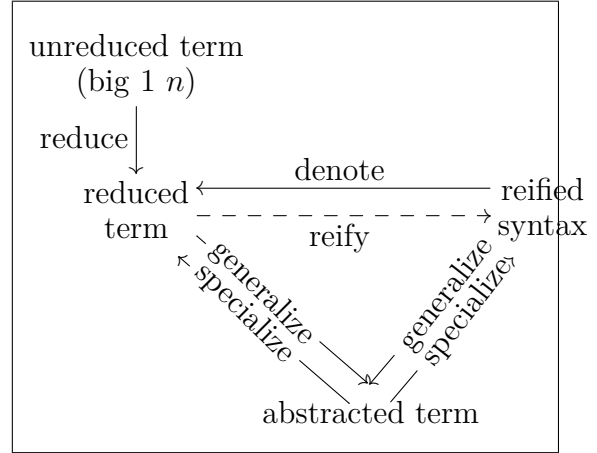 unreduced term
(big 1 n)
reduce
denote
reduced
term
reified
syntax
reify
generalize
specialize
generalize
specialize
abstracted term